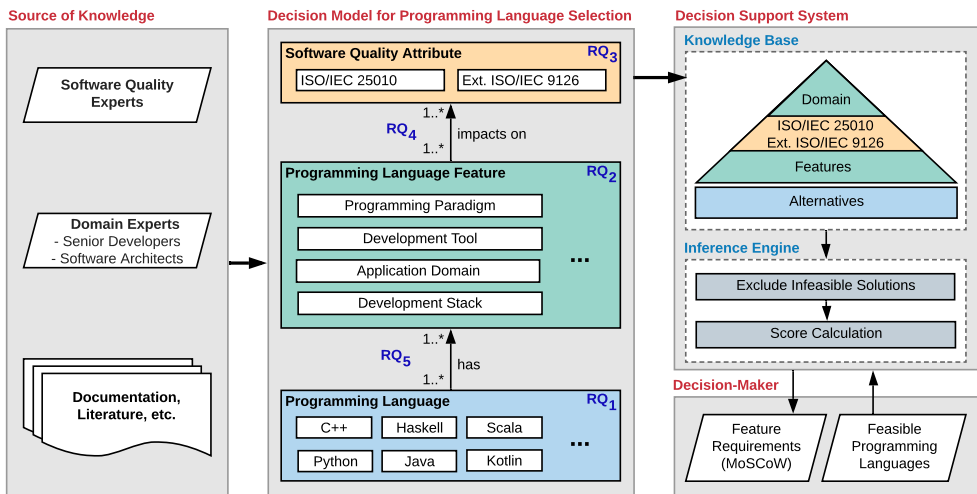 Source of Knowledge
Software Quality
Experts
Domain Experts
- Senior Developers
- Software Architects
Documentation,
Literature, etc.
Decision Model for Programming Language Selection
Software Quality Attribute
RQ3
ISO/IEC 25010
Ext. ISO/IEC 9126
1..*
RQ4
impacts on
1..*
Programming Language Feature
RQ2
Programming Paradigm
Development Tool
Application Domain
Development Stack
...
1..*
RQ5
has
1..*
Programming Language
RQ1
C++
Haskell
Scala
Python
Java
Kotlin
...
Decision Support System
Knowledge Base
Domain
ISO/IEC 25010
Ext. ISO/IEC 9126
Features
Alternatives
Inference Engine
Exclude Infeasible Solutions
Score Calculation
Decision-Maker
Feature
Requirements
(MoSCoW)
Feasible
Programming
Languages